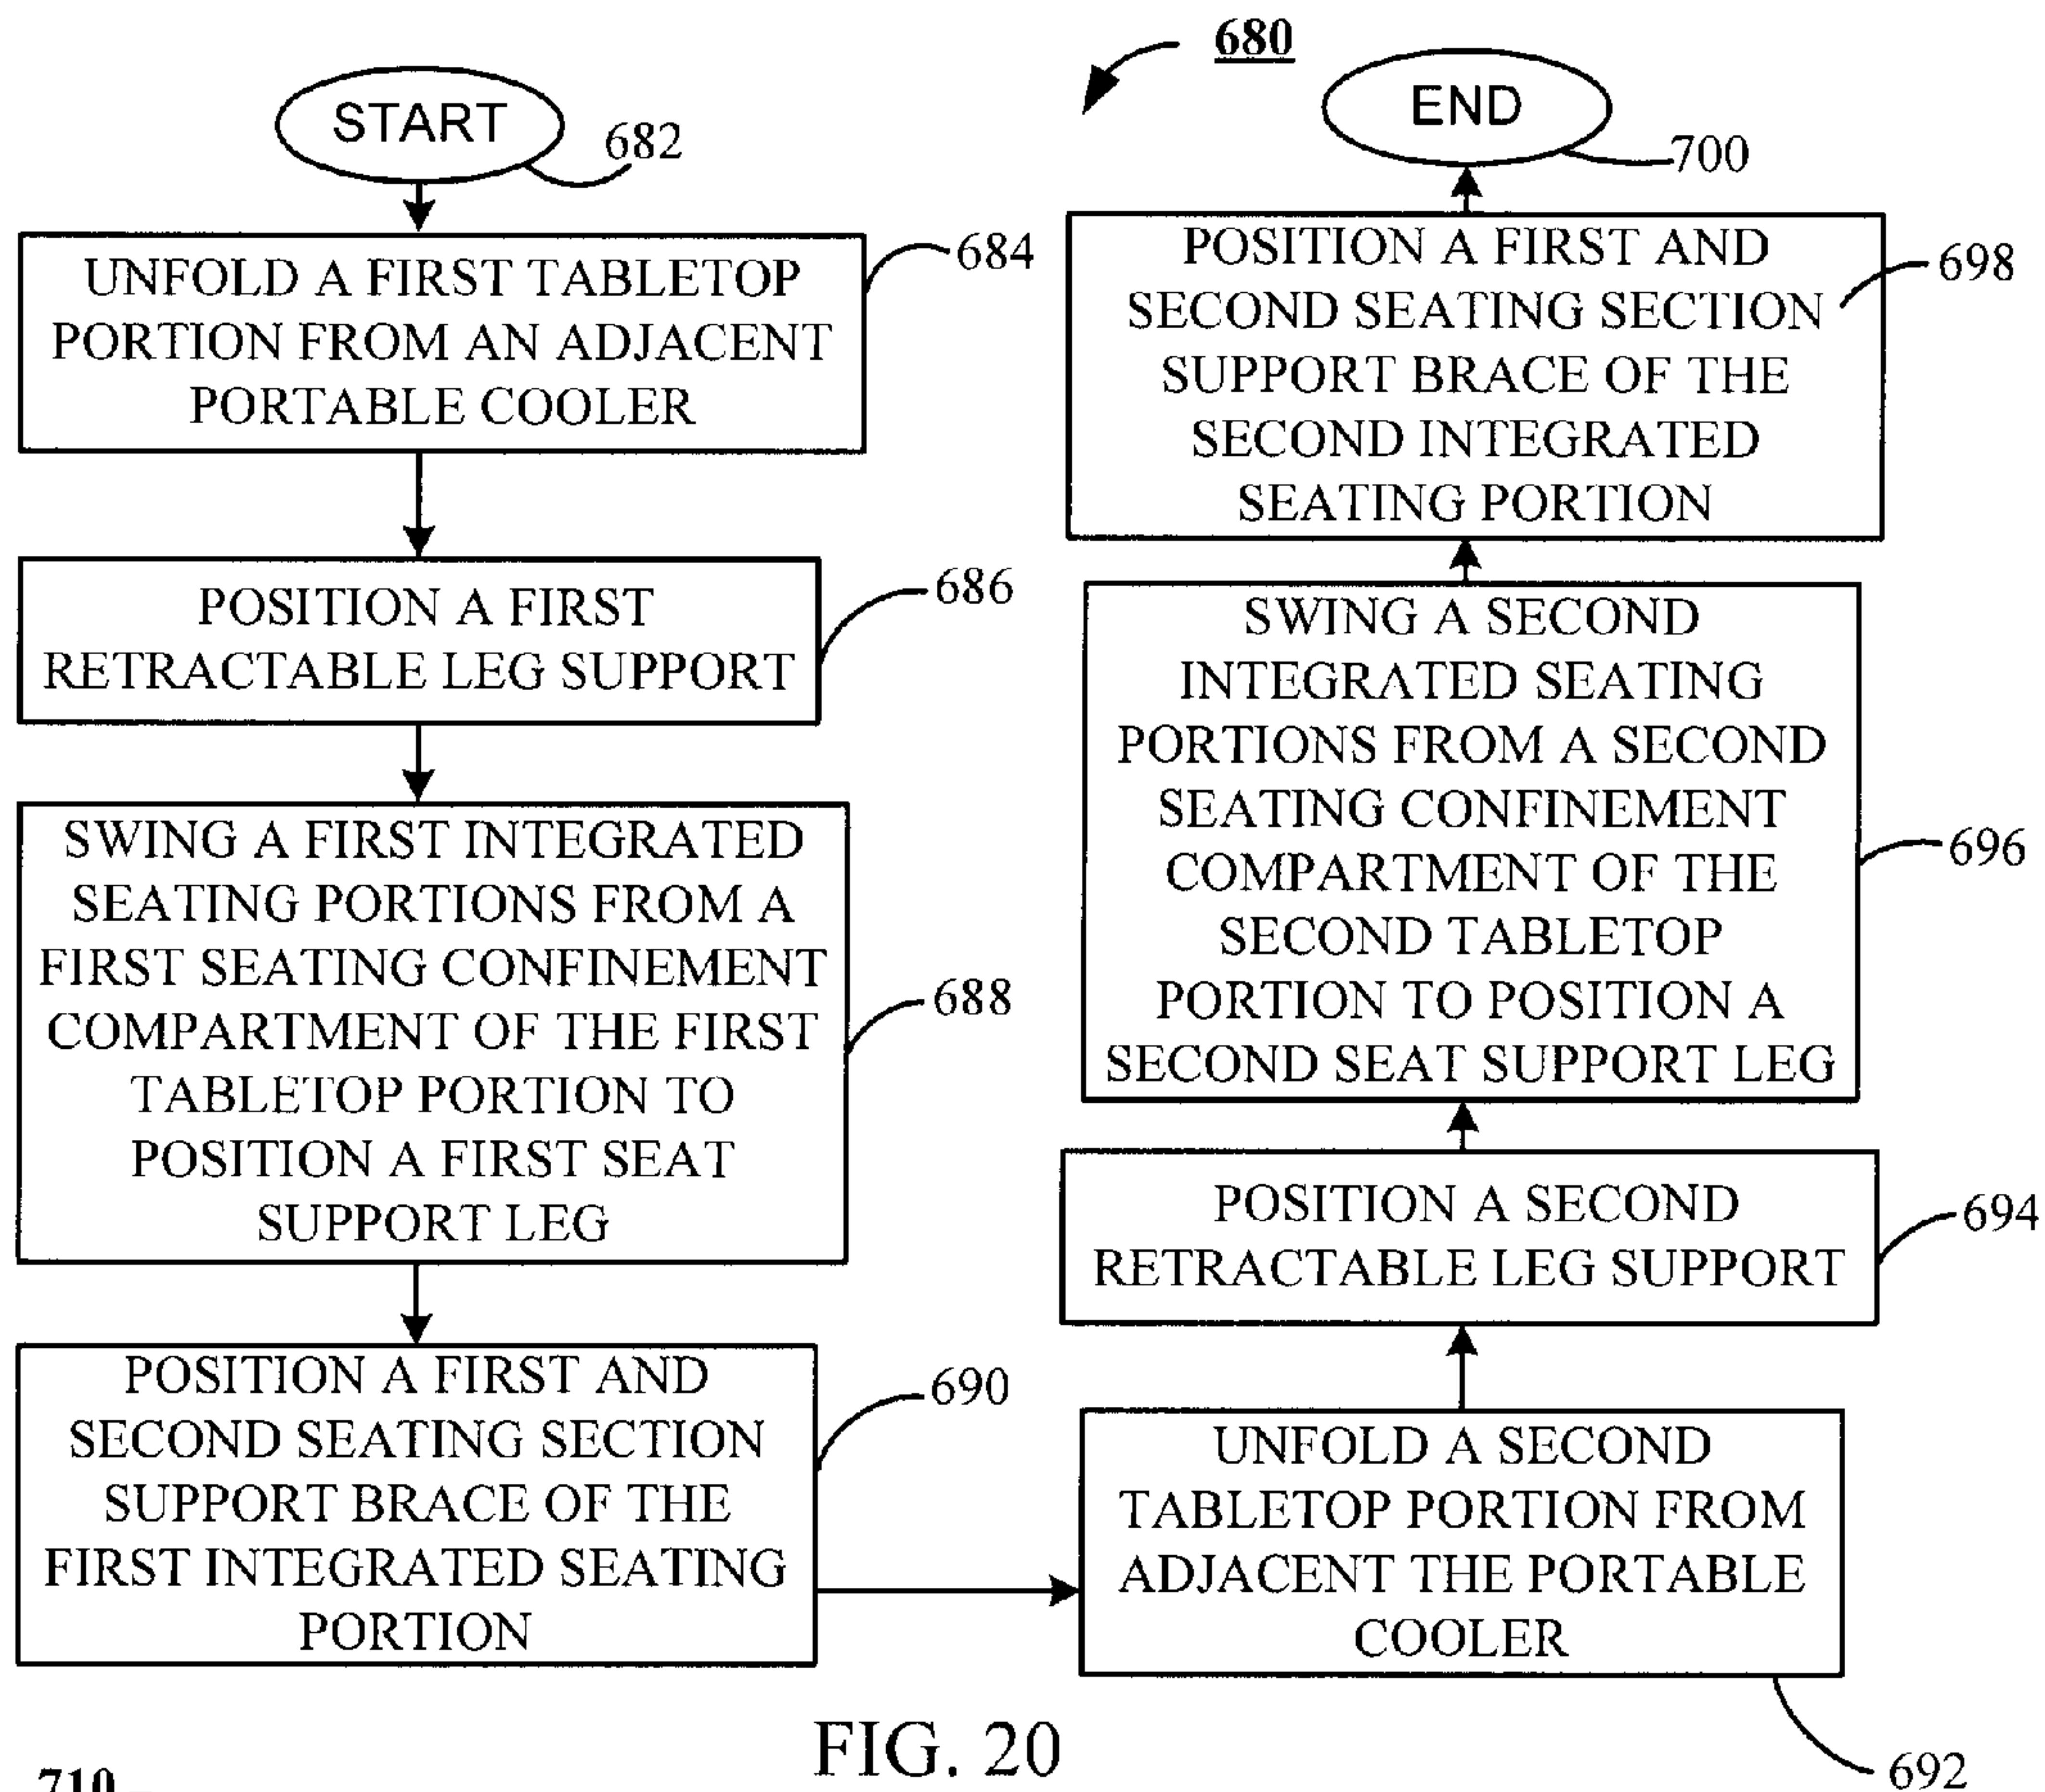 680
START
682
UNFOLD A FIRST TABLETOP
PORTION FROM AN ADJACENT
PORTABLE COOLER
684
POSITION A FIRST
RETRACTABLE LEG SUPPORT
686
SWING A FIRST INTEGRATED
SEATING PORTIONS FROM A
FIRST SEATING CONFINEMENT
COMPARTMENT OF THE FIRST
TABLETOP PORTION TO
POSITION A FIRST SEAT
SUPPORT LEG
688
POSITION A FIRST AND
SECOND SEATING SECTION
SUPPORT BRACE OF THE
FIRST INTEGRATED SEATING
PORTION
690
UNFOLD A SECOND
TABLETOP PORTION FROM
ADJACENT THE PORTABLE
COOLER
692
POSITION A SECOND
RETRACTABLE LEG SUPPORT
694
SWING A SECOND
INTEGRATED SEATING
PORTIONS FROM A SECOND
SEATING CONFINEMENT
COMPARTMENT OF THE
SECOND TABLETOP
PORTION TO POSITION A
SECOND SEAT SUPPORT LEG
696
POSITION A FIRST AND
SECOND SEATING SECTION
SUPPORT BRACE OF THE
SECOND INTEGRATED
SEATING PORTION
698
END
700
FIG. 20
710